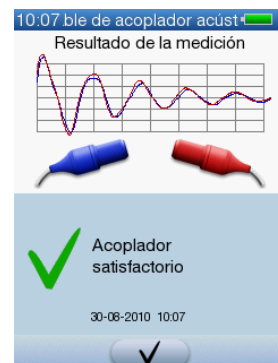 10:07 ble de acoplador acúst
Resultado de la medición
Acoplador
satisfactorio
30-08-2010 10:07